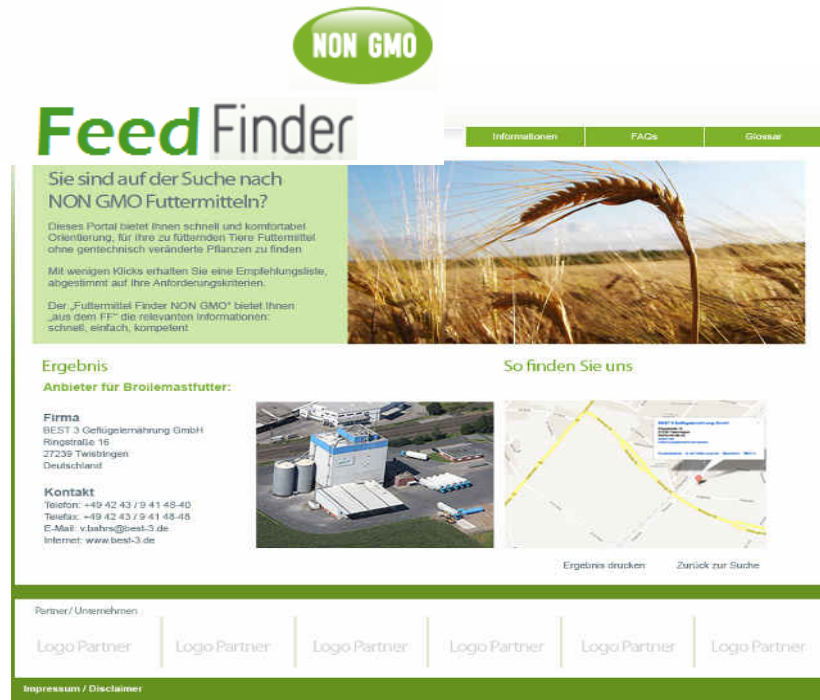 NON GMO
Feed Finder
Informationen FAQs Glossar
Sie sind auf der Suche nach
NON GMO Futtermitteln?
Dieses Portal bietet Ihnen schnell und komfortabel
Orientierung, für Ihre zu fütternden Tiere Futtermittel
ohne gentechnisch veränderte Pflanzen zu finden
Mit wenigen Klicks erhalten Sie eine Empfehlungsliste,
abgestimmt auf Ihre Anforderungskriterien.
Der „Futtermittel Finder NON GMO" bietet Ihnen
„aus dem FF" die relevanten Informationen:
schnell, einfach, kompetent
Ergebnis
Anbieter für Broilemastfutter:
Firma
BEST 3 Geflügelernährung GmbH
Ringstraße 16
27239 Twistringen
Deutschland
Kontakt
Telefon: +49 42 43 / 9 41 48-40
Telefax: +49 42 43 / 9 41 48-48
E-Mail: v.bahrs@best-3.de
Internet: www.best-3.de
So finden Sie uns
BEST 3 Geflügelernährung GmbH
Ergebnis drucken Zurück zur Suche
Partner / Unternehmen
Logo Partner Logo Partner Logo Partner Logo Partner Logo Partner Logo Partner
Impressum / Disclaimer